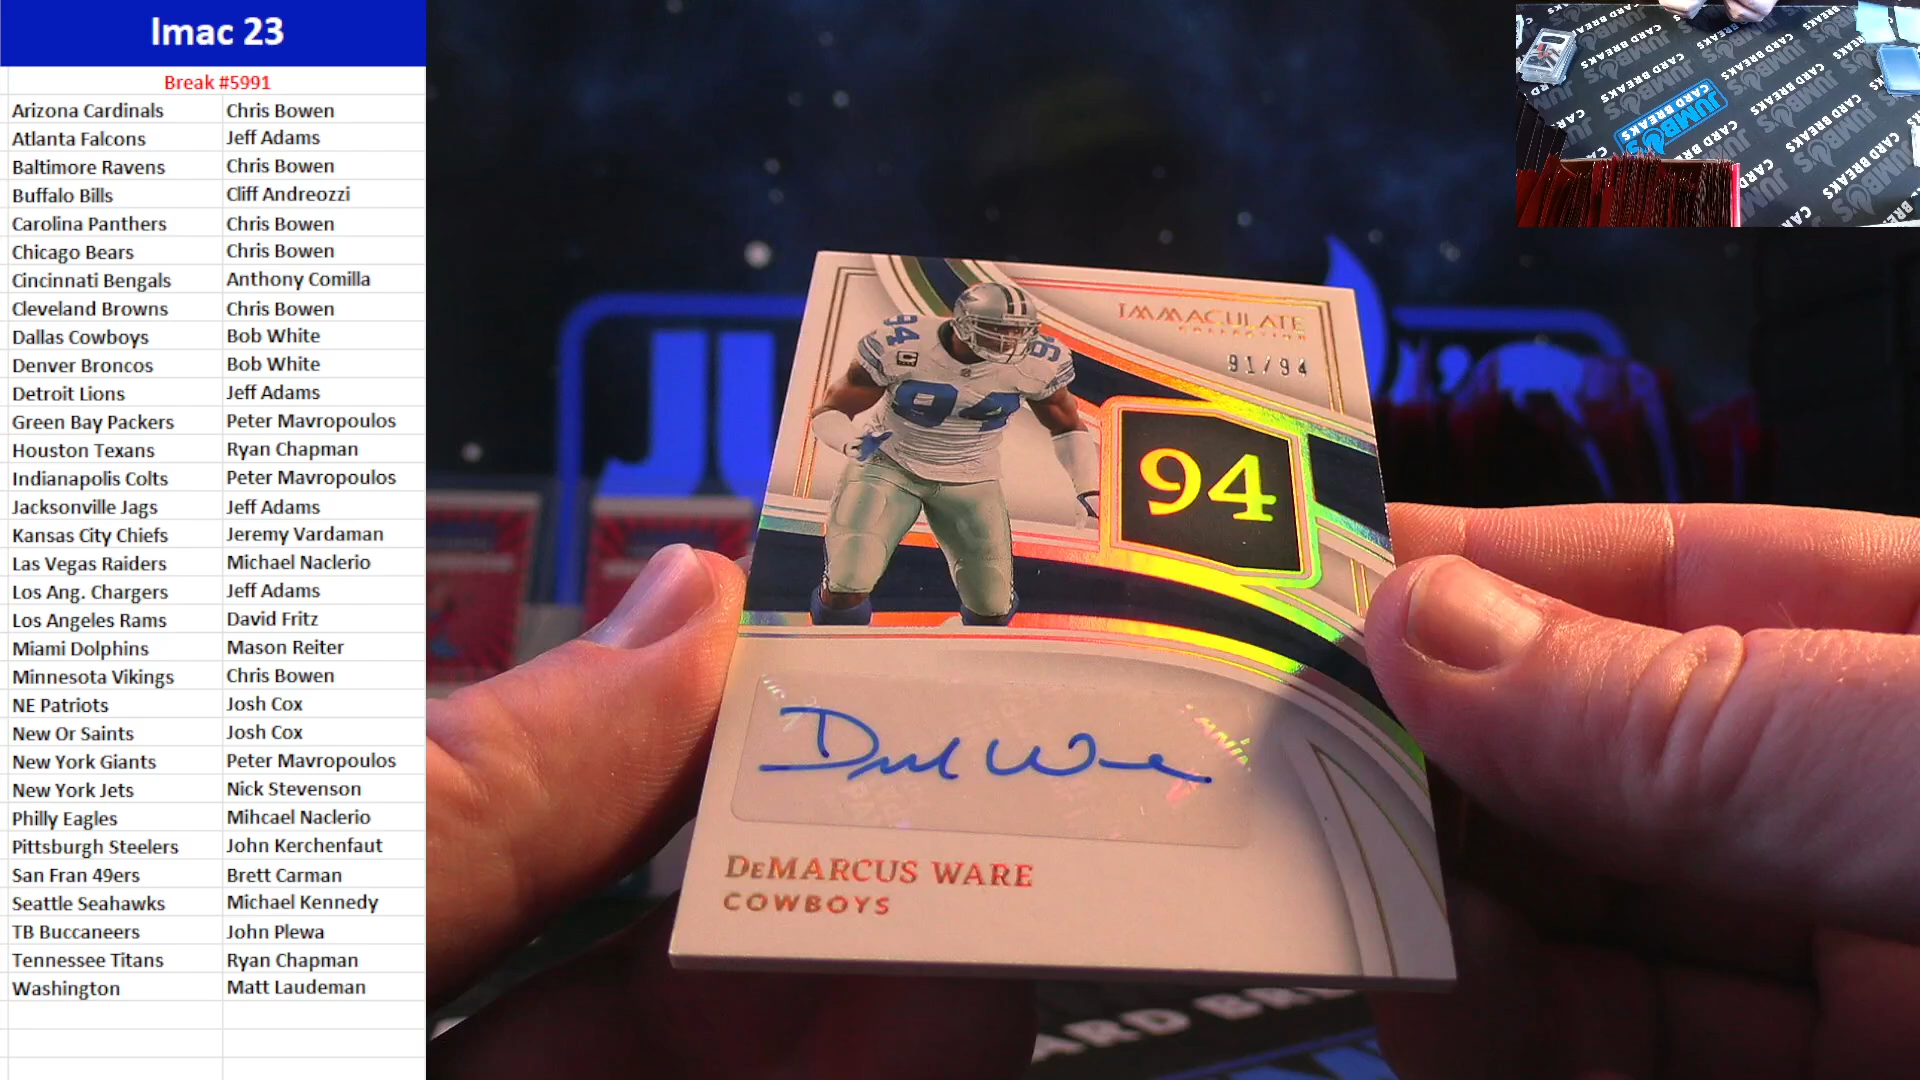 Imac 23
Break #5991
Arizona Cardinals Chris Bowen
Atlanta Falcons Jeff Adams
Baltimore Ravens Chris Bowen
Buffalo Bills Cliff Andreozzi
Carolina Panthers Chris Bowen
Chicago Bears Chris Bowen
Cincinnati Bengals Anthony Comilla
Cleveland Browns Chris Bowen
Dallas Cowboys Bob White
Denver Broncos Bob White
Detroit Lions Jeff Adams
Green Bay Packers Peter Mavropoulos
Houston Texans Ryan Chapman
Indianapolis Colts Peter Mavropoulos
Jacksonville Jags Jeff Adams
Kansas City Chiefs Jeremy Vardaman
Las Vegas Raiders Michael Naclerio
Los Ang. Chargers Jeff Adams
Los Angeles Rams David Fritz
Miami Dolphins Mason Reiter
Minnesota Vikings Chris Bowen
NE Patriots Josh Cox
New Or Saints Josh Cox
New York Giants Peter Mavropoulos
New York Jets Nick Stevenson
Philly Eagles Mihcael Naclerio
Pittsburgh Steelers John Kerchenfaut
San Fran 49ers Brett Carman
Seattle Seahawks Michael Kennedy
TB Buccaneers John Plewa
Tennessee Titans Ryan Chapman
Washington Matt Laudeman
IMMACULATE
COLLECTION
91/94
94
94
94
DeMARCUS WARE
COWBOYS
JUMBO'S
CARD BREAKS